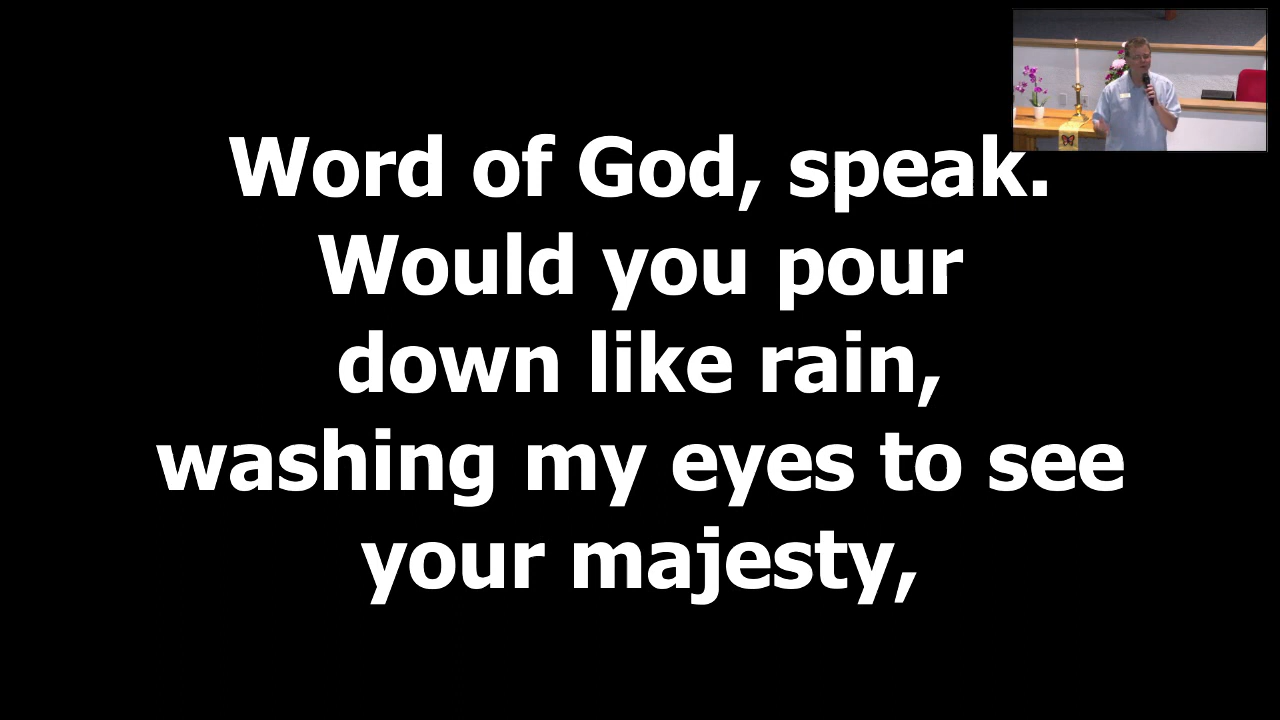 Word of God, speak.
Would you pour
down like rain,
washing my eyes to see
your majesty,